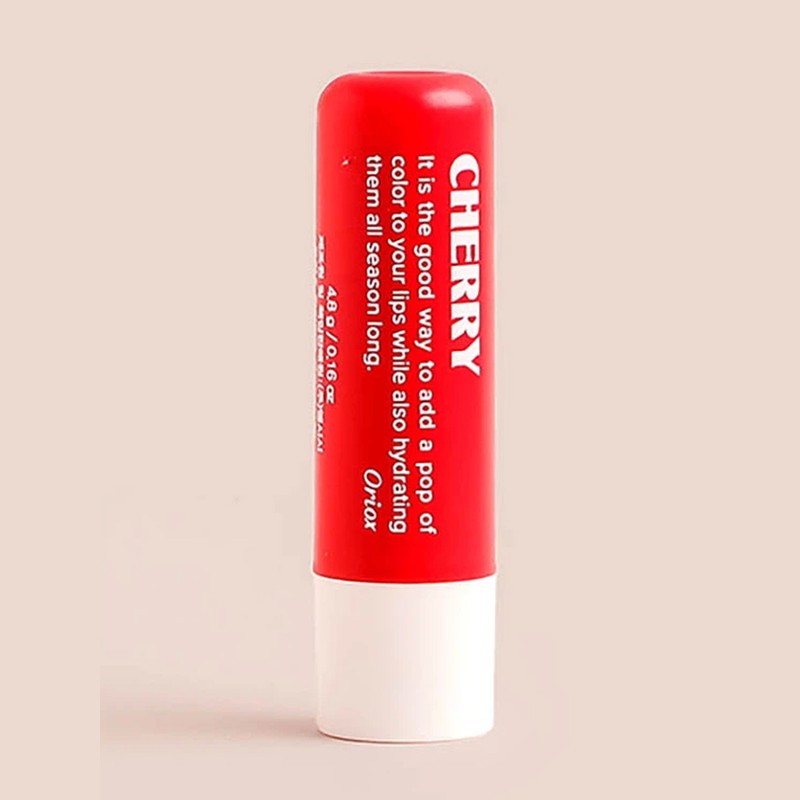 CHERRY
It is the good way to add a pop of
color to your lips while also hydrating
them all season long.
Oriox
4.8 g / 0.16 oz